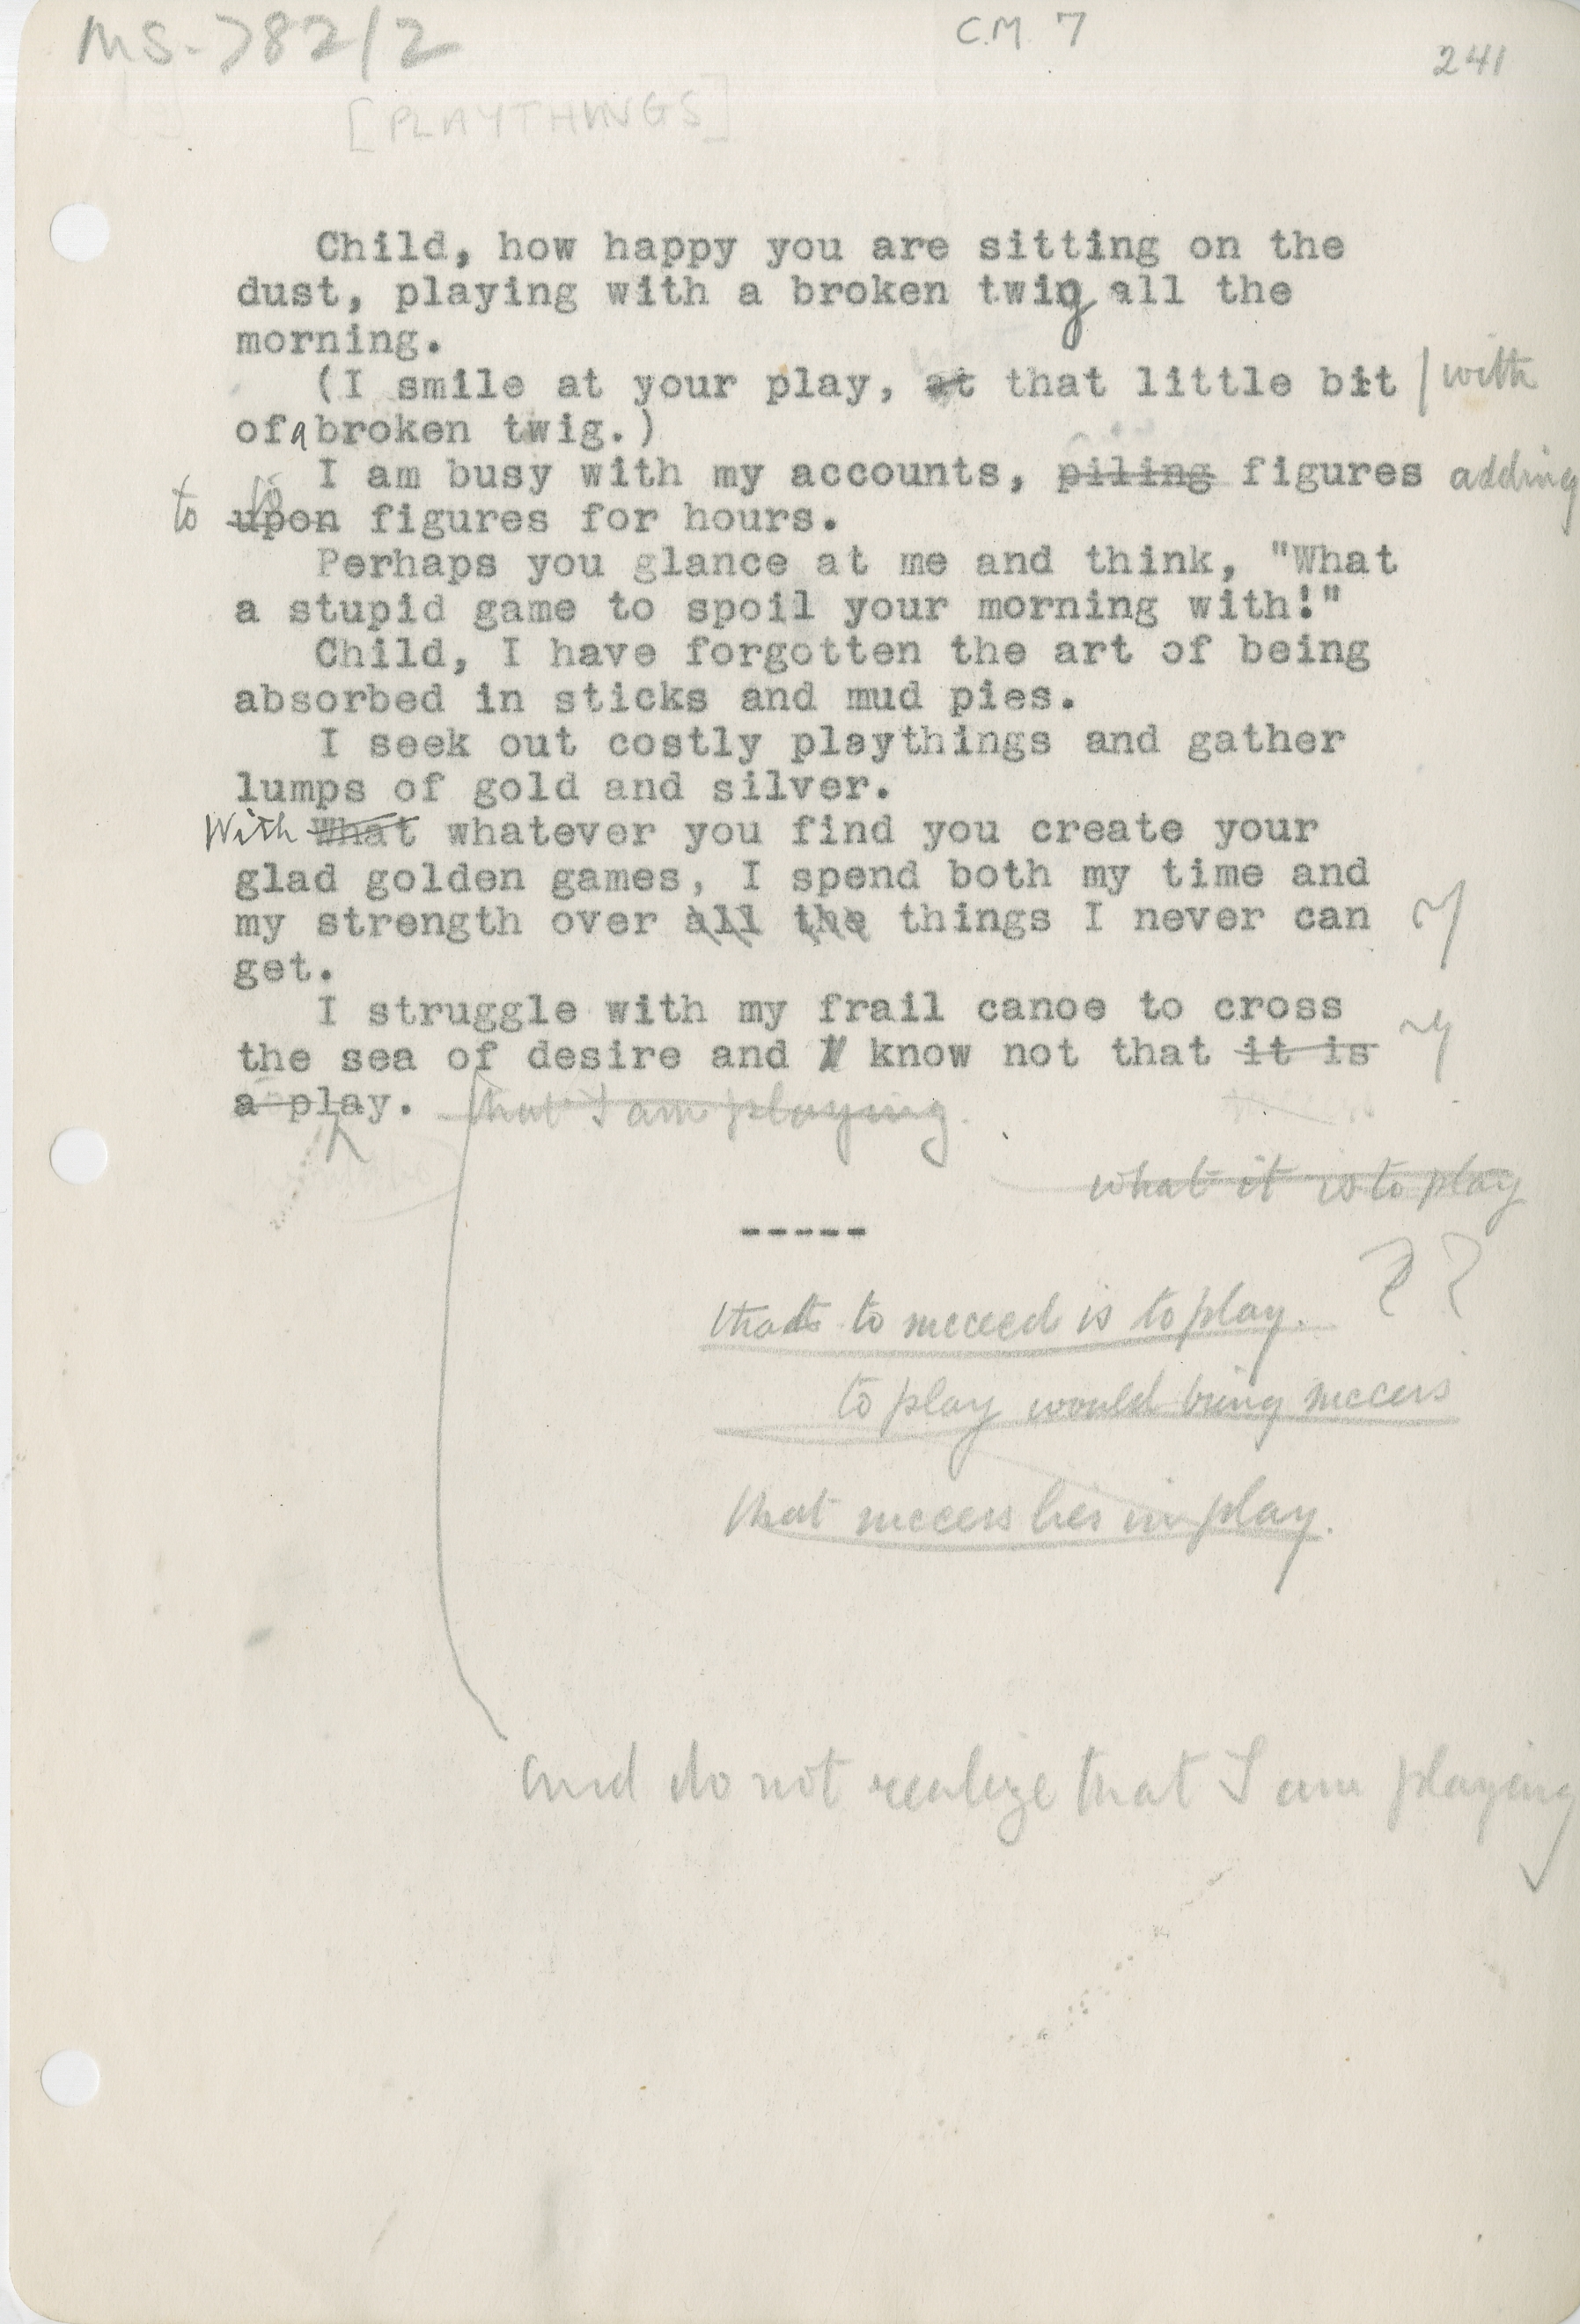 MS-782/2
C.M. 7
241
[PLAYTHINGS]
Child, how happy you are sitting on the
dust, playing with a broken twig all the
morning.
(I smile at your play, at that little bit / with
of a broken twig.)
I am busy with my accounts, piling figures adding
to to upon figures for hours.
Perhaps you glance at me and think, "What
a stupid game to spoil your morning with!"
Child, I have forgotten the art of being
absorbed in sticks and mud pies.
I seek out costly playthings and gather
lumps of gold and silver.
With What whatever you find you create your
glad golden games, I spend both my time and
my strength over all the things I never can
get.
I struggle with my frail canoe to cross
the sea of desire and I know not that it is
a play. that I am playing.
what it is to play
-----
that to succeed is to play. ??
to play would bring success
that success lies in play.
and do not realize that I am playing